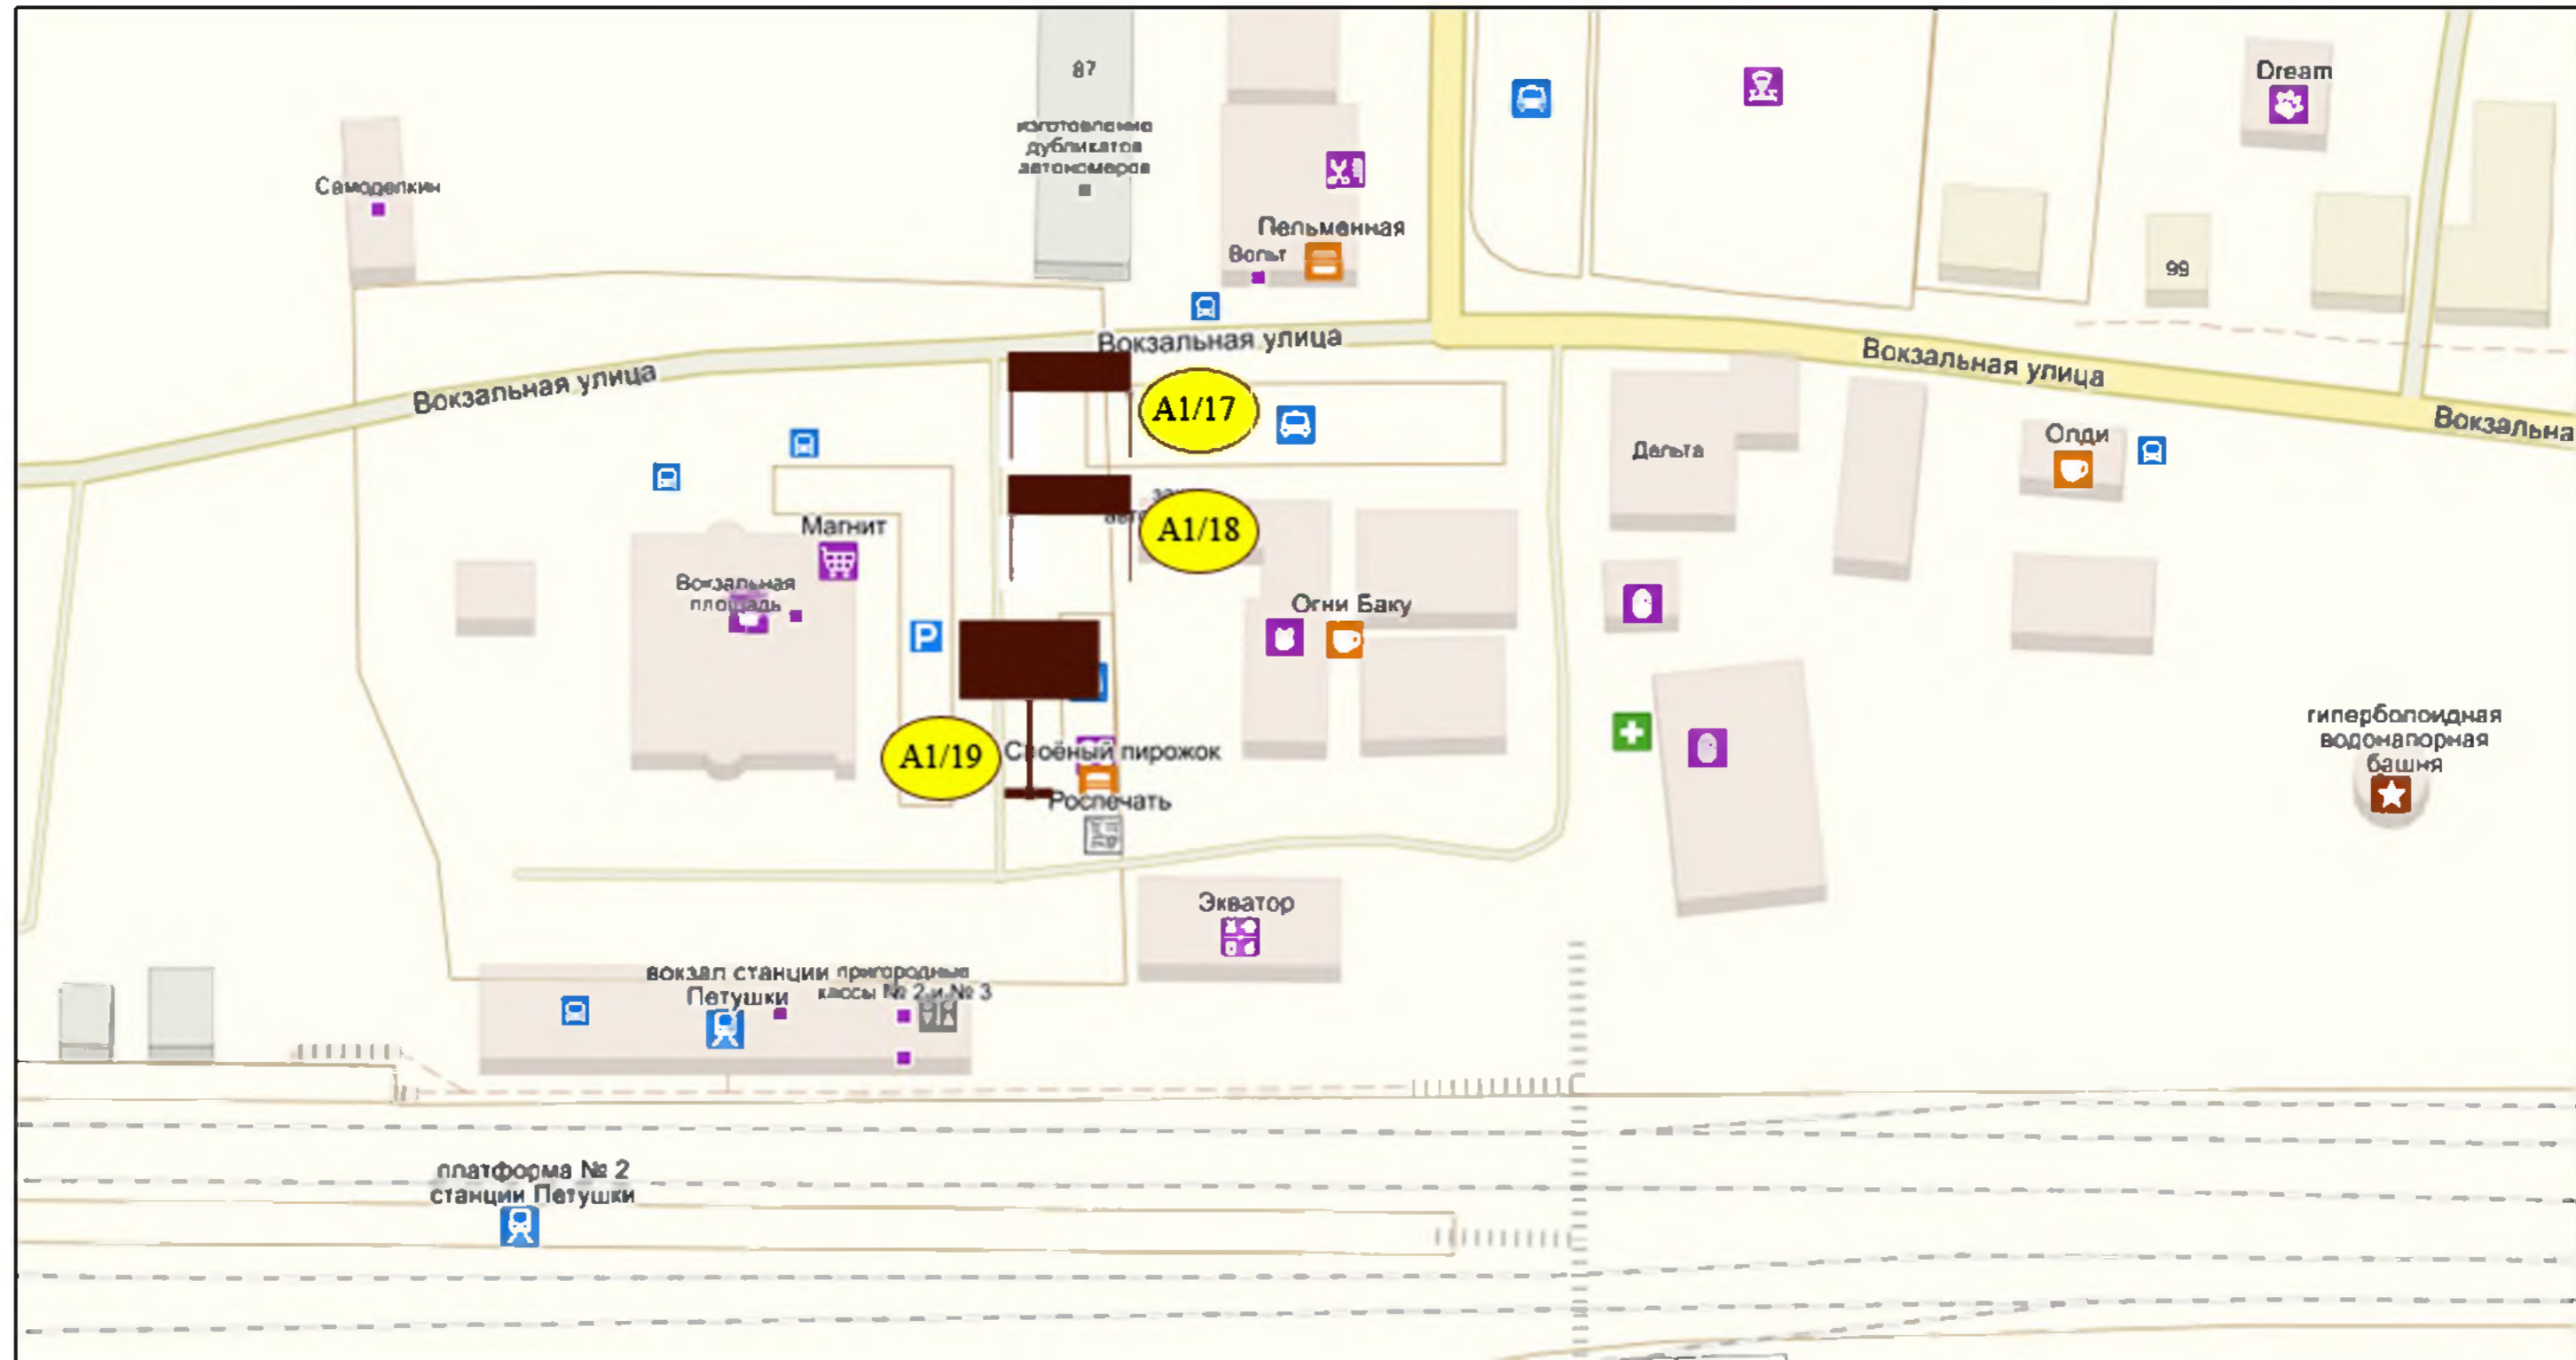 87
Dream
изготовление
дубликатов
автономеров
Самоделкин
Пельменная
Вольт
99
Вокзальная улица
Вокзальная улица
Вокзальная улица
Вокзальна
A1/17
Олди
Дельта
Магнит
A1/18
Вокзальная
площадь
Огни Баку
P
гиперболоидная
водонапорная
башня
A1/19
Слоёный пирожок
Роспечать
Экватор
вокзал станции
Петушки
пригородные
кассы № 2 и № 3
платформа № 2
станции Петушки